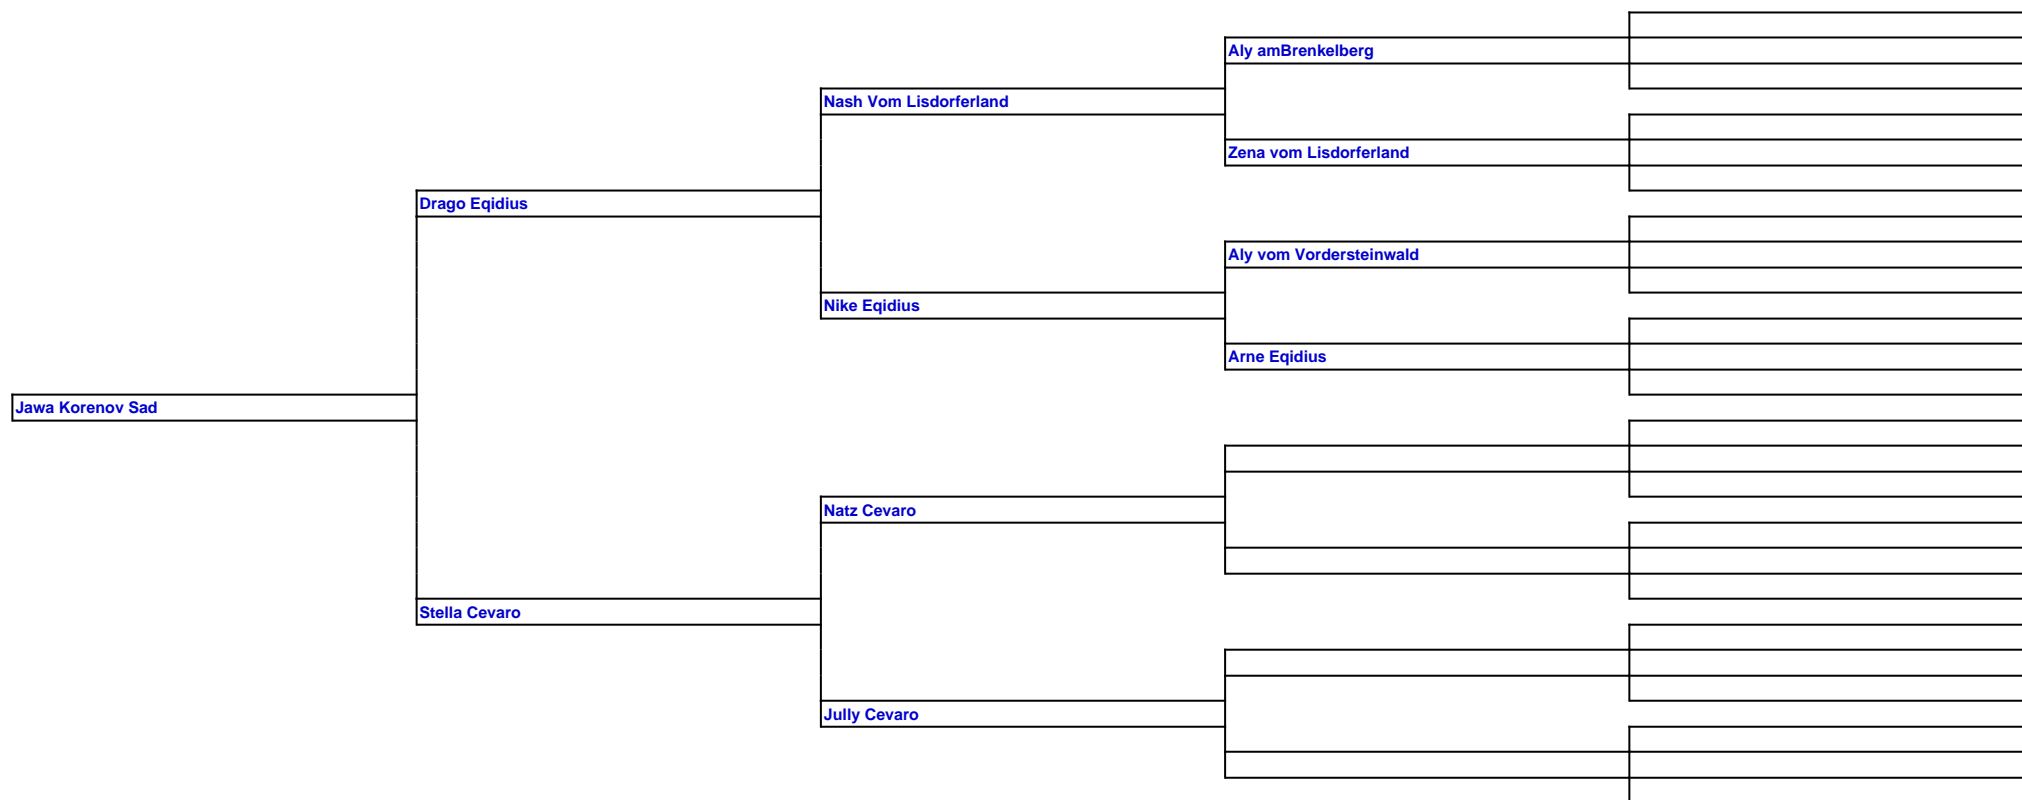 Aly amBrenkelberg
Nash Vom Lisdorferland
Zena vom Lisdorferland
Drago Eqidius
Aly vom Vordersteinwald
Nike Eqidius
Arne Eqidius
Jawa Korenov Sad
Natz Cevaro
Stella Cevaro
Jully Cevaro